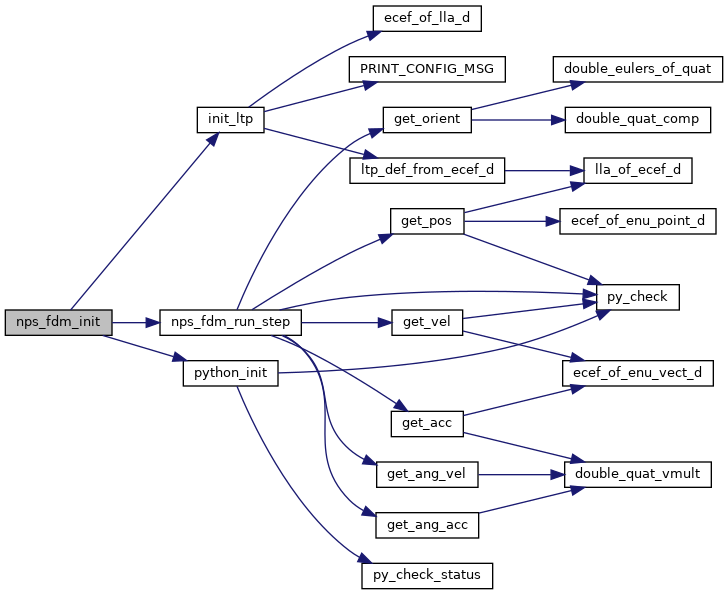 ecef_of_lla_d
PRINT_CONFIG_MSG
double_eulers_of_quat
init_ltp
get_orient
double_quat_comp
ltp_def_from_ecef_d
lla_of_ecef_d
get_pos
ecef_of_enu_point_d
py_check
nps_fdm_init
nps_fdm_run_step
get_vel
python_init
ecef_of_enu_vect_d
get_acc
get_ang_vel
double_quat_vmult
get_ang_acc
py_check_status